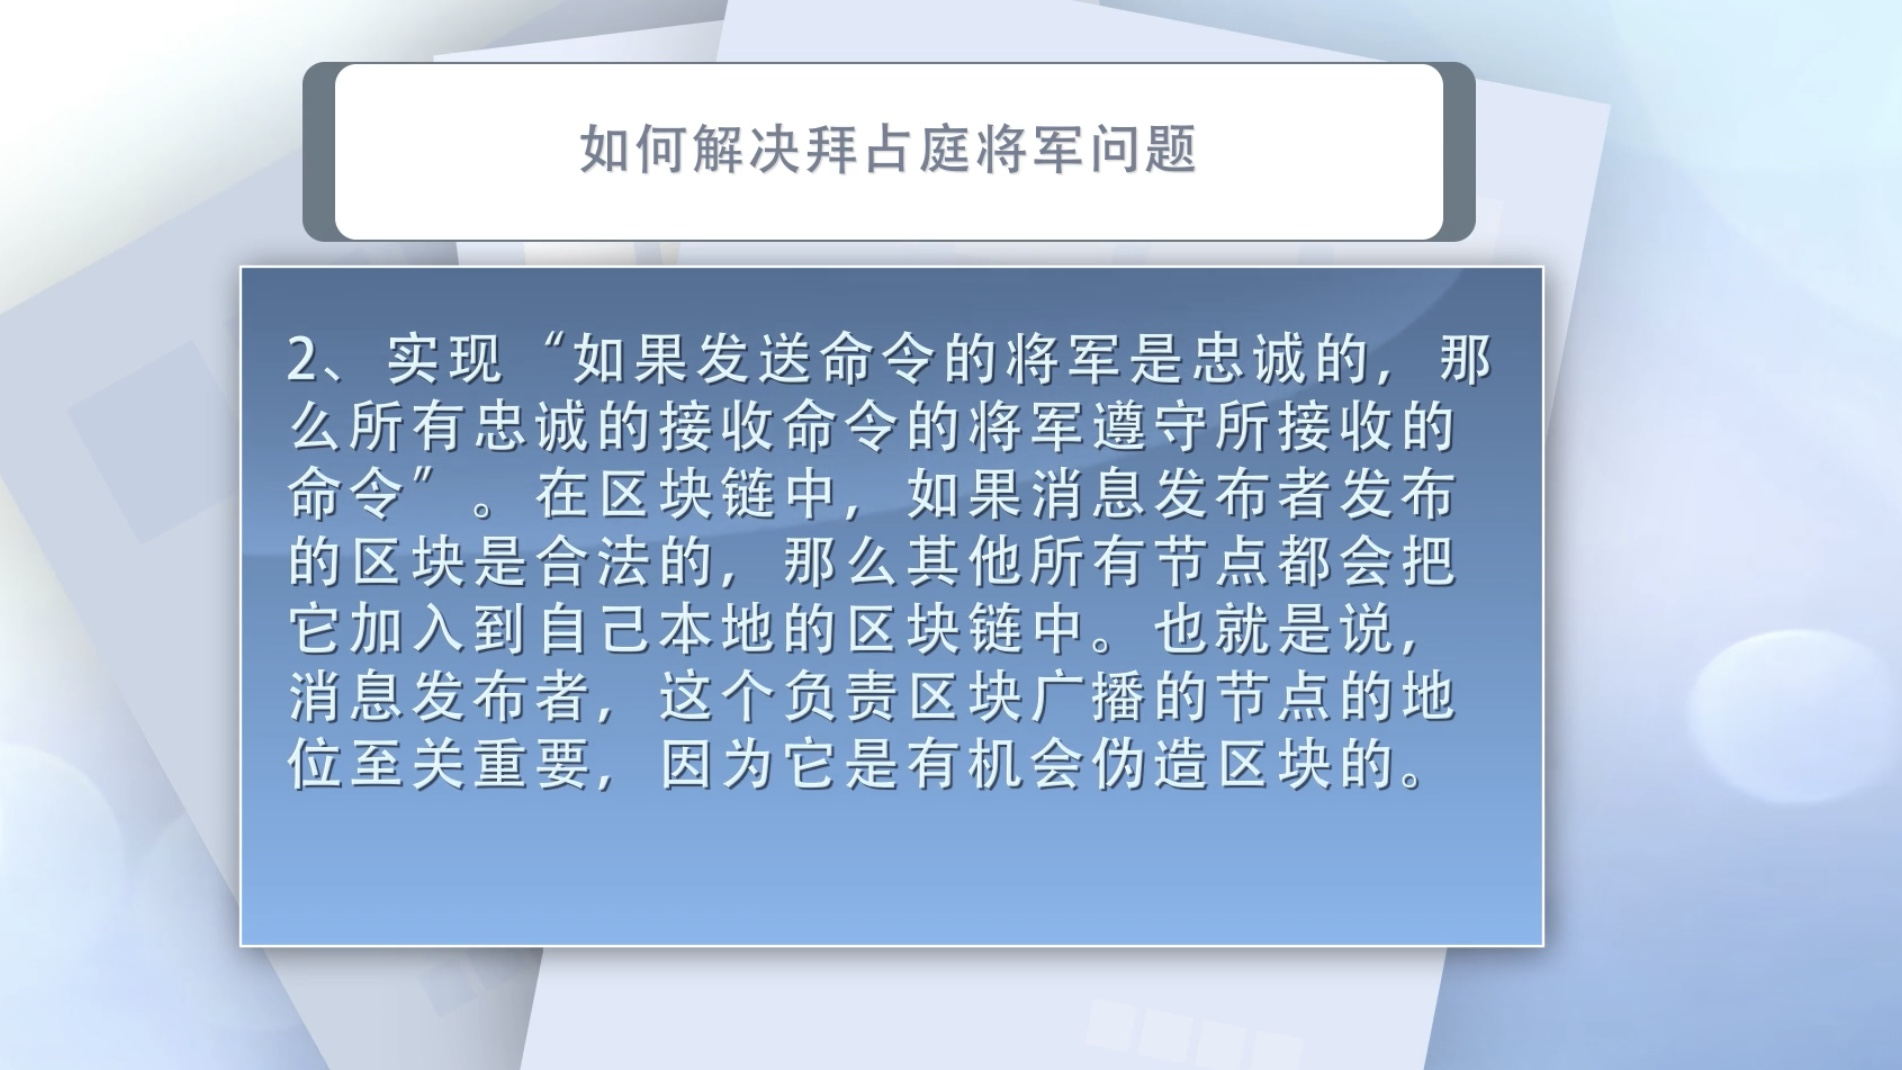 如何解决拜占庭将军问题
2、实现“如果发送命令的将军是忠诚的，那
么所有忠诚的接收命令的将军遵守所接收的
命令”。在区块链中，如果消息发布者发布
的区块是合法的，那么其他所有节点都会把
它加入到自己本地的区块链中。也就是说，
消息发布者，这个负责区块广播的节点的地
位至关重要，因为它是有机会伪造区块的。